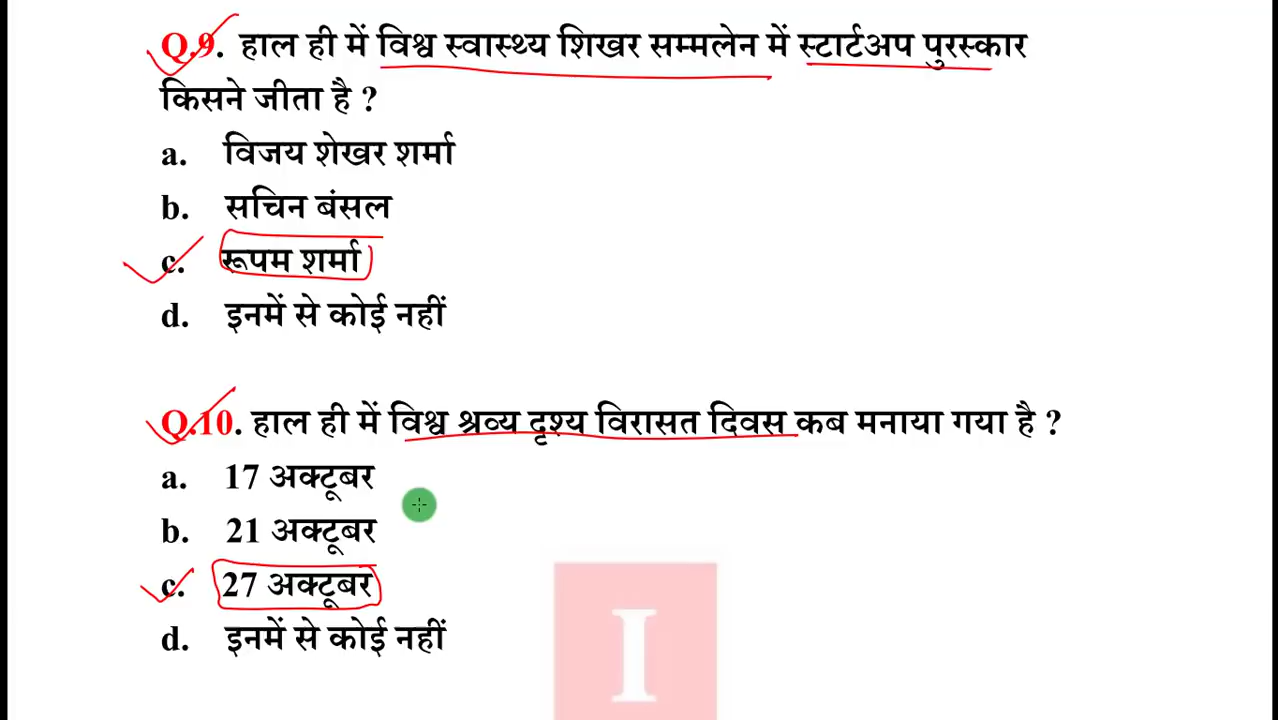 Q.9. हाल ही में विश्व स्वास्थ्य शिखर सम्मलेन में स्टार्टअप पुरस्कार
किसने जीता है ?
a. विजय शेखर शर्मा
b. सचिन बंसल
c. रूपम शर्मा
d. इनमें से कोई नहीं
Q.10. हाल ही में विश्व श्रव्य दृश्य विरासत दिवस कब मनाया गया है ?
a. 17 अक्टूबर
b. 21 अक्टूबर
c. 27 अक्टूबर
d. इनमें से कोई नहीं
I